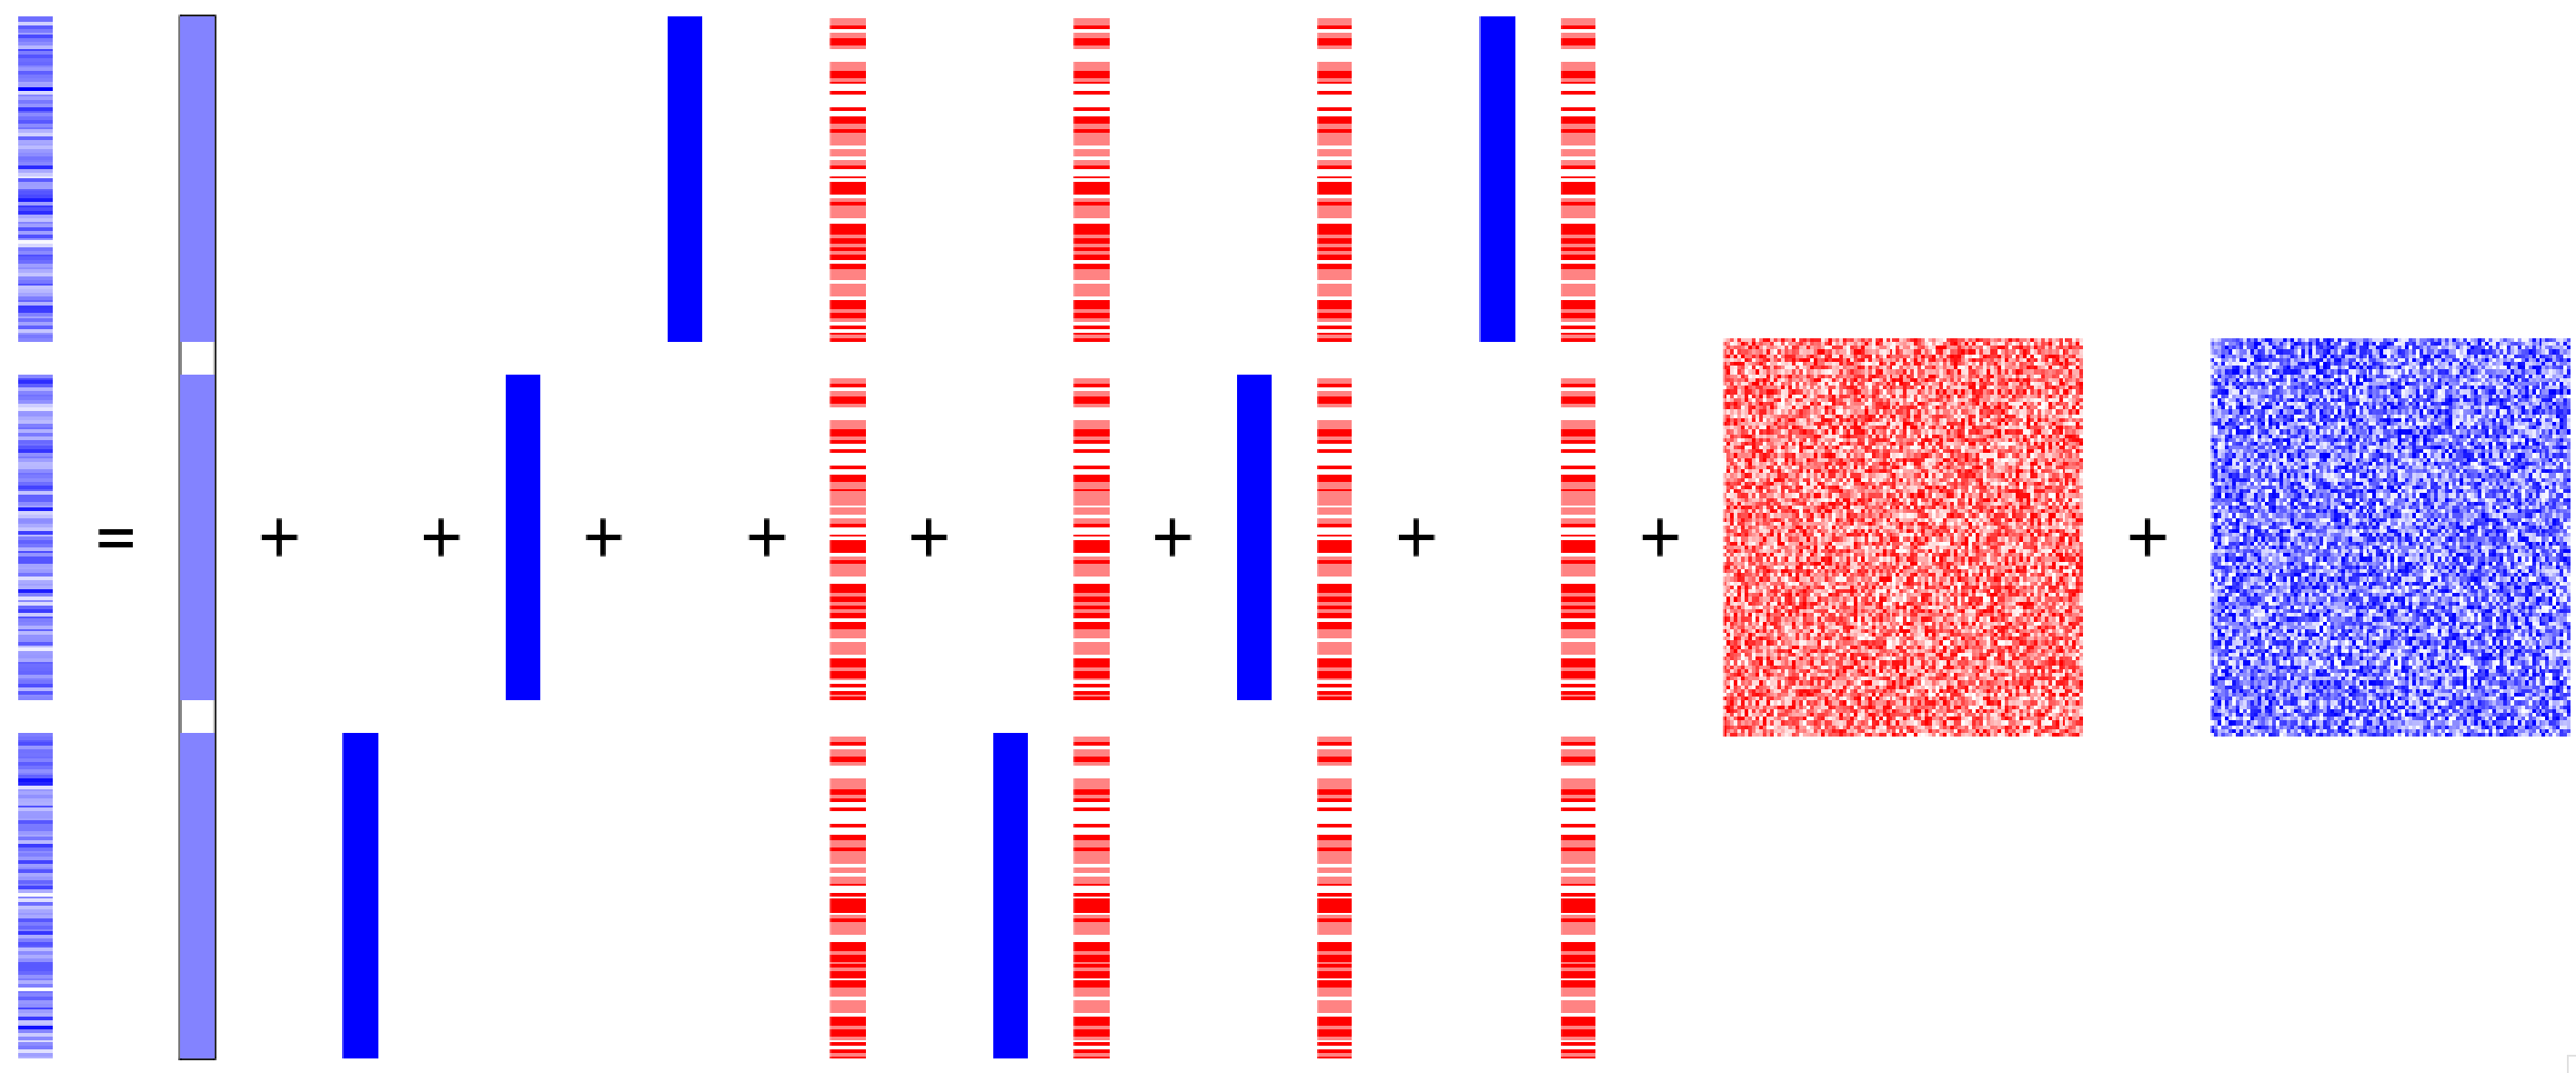 = + + + + + + + + +